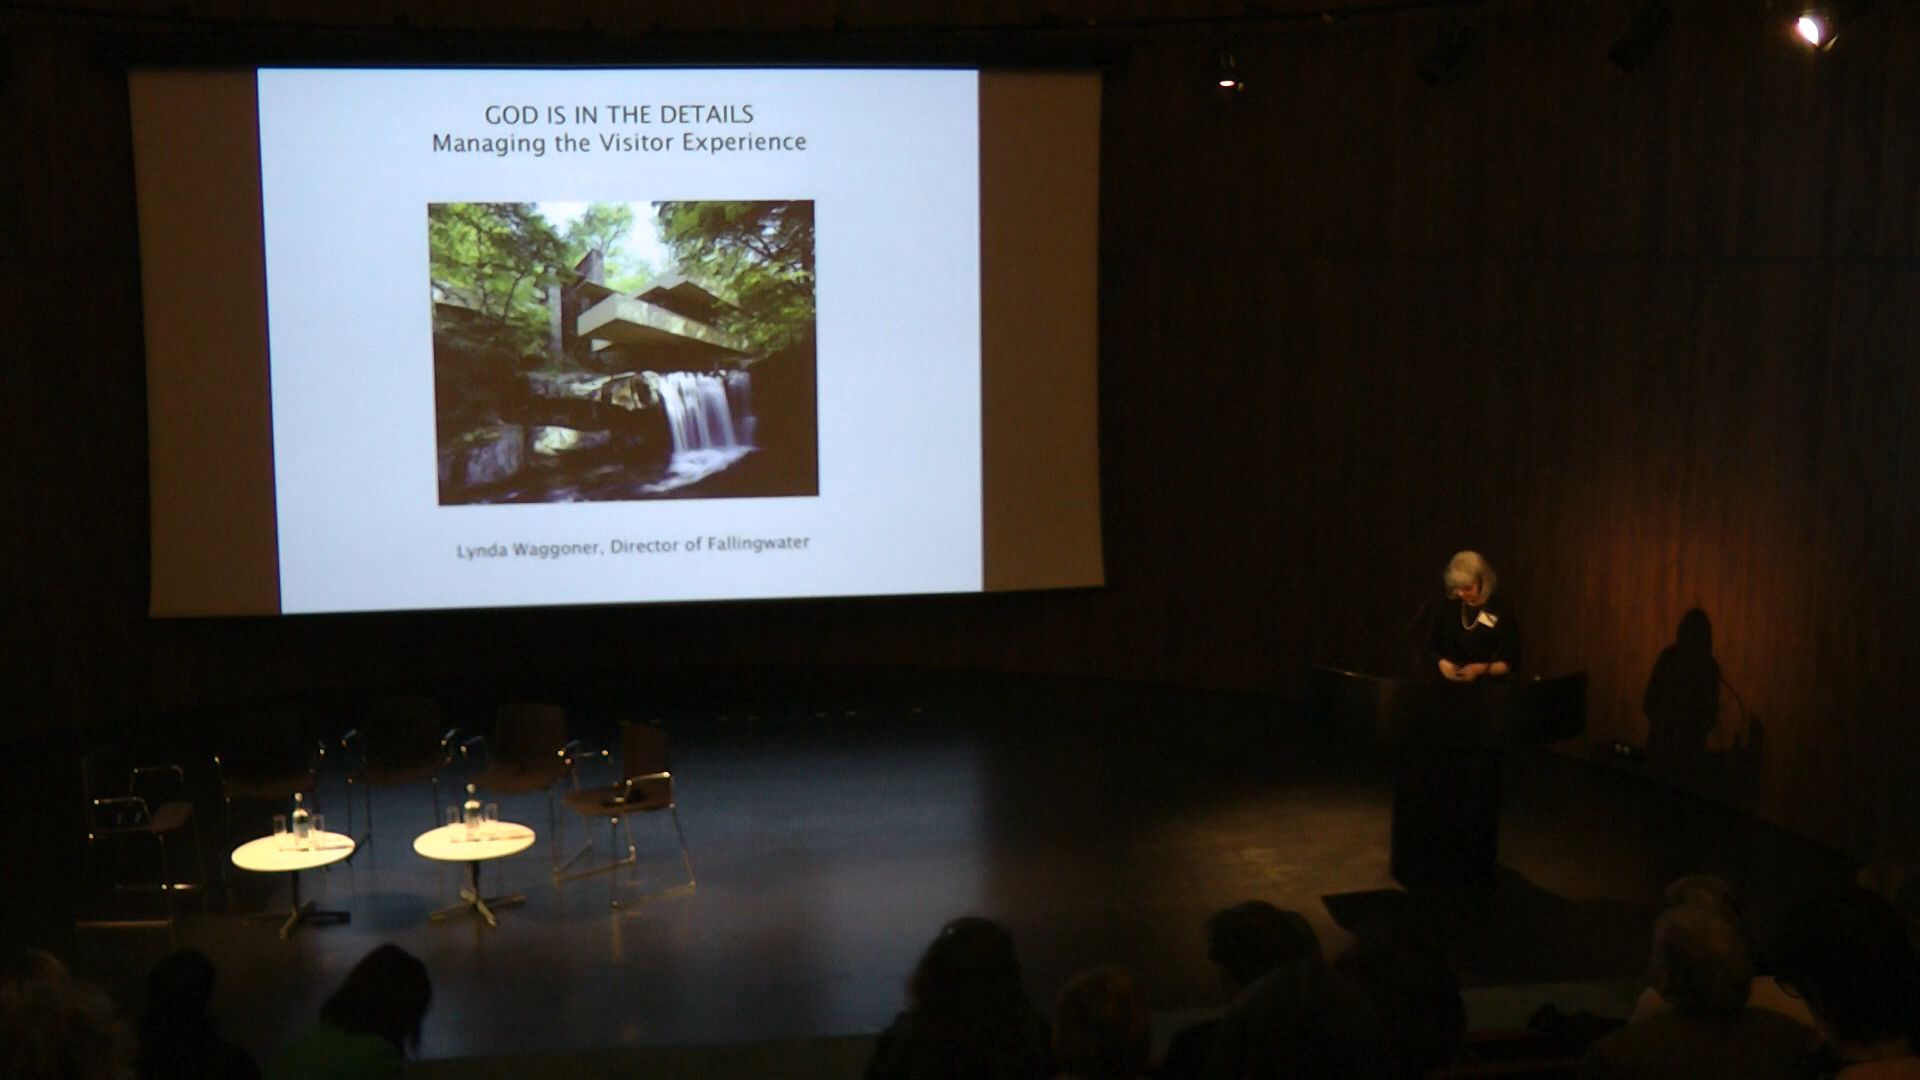 GOD IS IN THE DETAILS
Managing the Visitor Experience
Lynda Waggoner, Director of Fallingwater